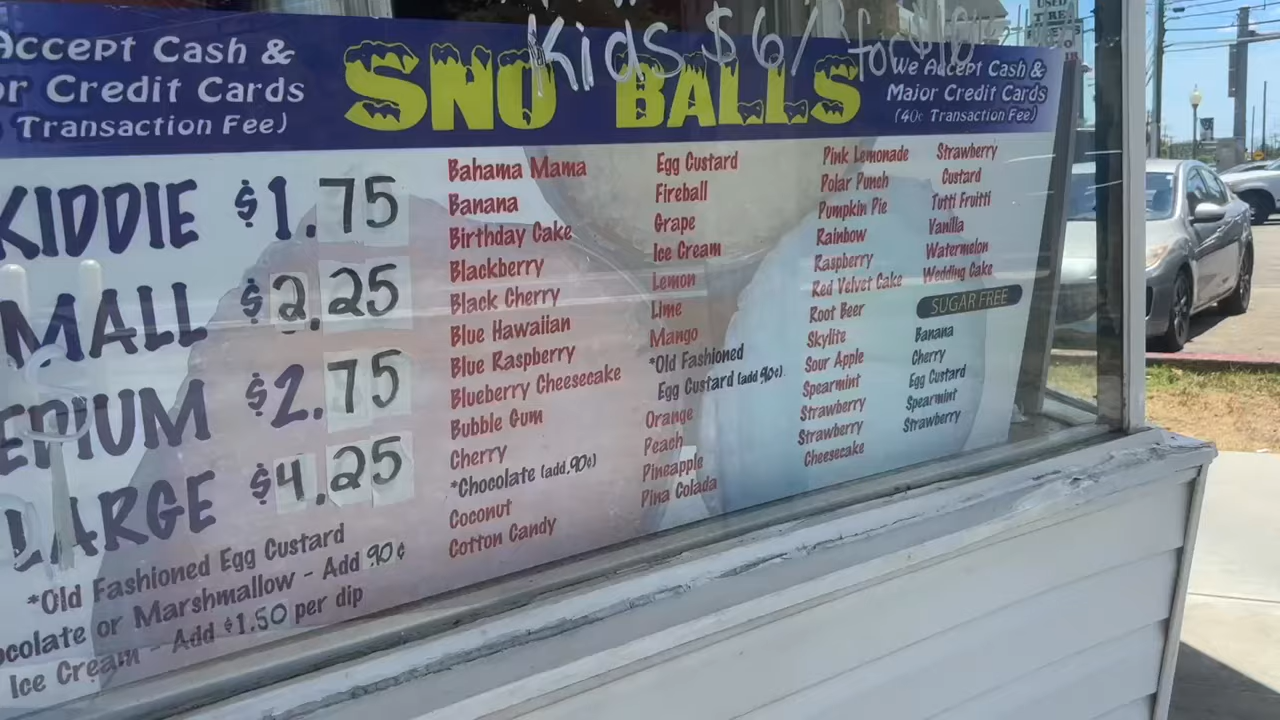 Kids $6/
USED
TIRES
Accept Cash &
or Credit Cards
Transaction Fee)
SNO BALLS
We Accept Cash &
Major Credit Cards
(40¢ Transaction Fee)
KIDDIE $1.75
SMALL $2.25
MEDIUM $2.75
LARGE $4.25
*Old Fashioned Egg Custard
ocolate or Marshmallow - Add 90¢
Ice Cream - Add $1.50 per dip
Bahama Mama
Banana
Birthday Cake
Blackberry
Black Cherry
Blue Hawaiian
Blue Raspberry
Blueberry Cheesecake
Bubble Gum
Cherry
*Chocolate (add .90¢)
Coconut
Cotton Candy
Egg Custard
Fireball
Grape
Ice Cream
Lemon
Lime
Mango
*Old Fashioned
Egg Custard (add 90¢).
Orange
Peach
Pineapple
Pina Colada
Pink Lemonade
Polar Punch
Pumpkin Pie
Rainbow
Raspberry
Red Velvet Cake
Root Beer
Skylite
Sour Apple
Spearmint
Strawberry
Strawberry
Cheesecake
Strawberry
Custard
Tutti Fruitti
Vanilla
Watermelon
Wedding Cake
SUGAR FREE
Banana
Cherry
Egg Custard
Spearmint
Strawberry